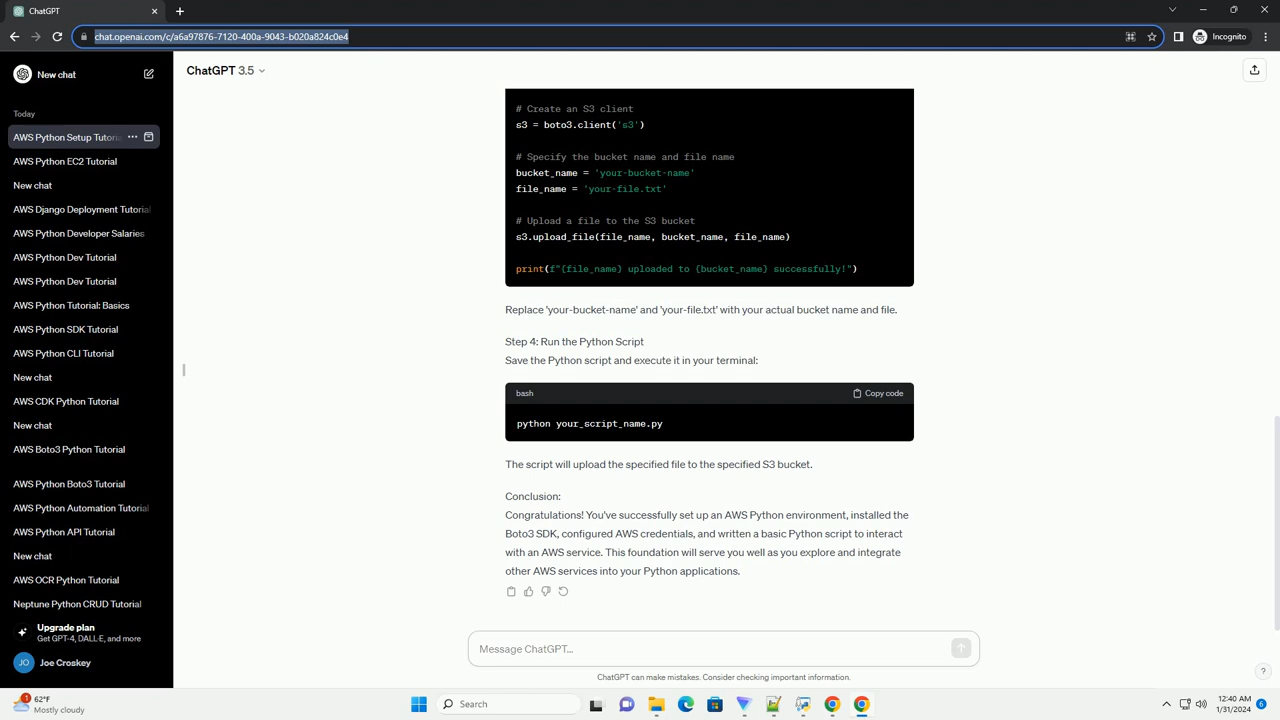 ChatGPT
chat.openai.com/c/a6a97876-7120-400a-9043-b020a824c0e4
Incognito
New chat
Today
AWS Python Setup Tutoria
AWS Python EC2 Tutorial
New chat
AWS Django Deployment Tutorial
AWS Python Developer Salaries
AWS Python Dev Tutorial
AWS Python Dev Tutorial
AWS Python Tutorial: Basics
AWS Python SDK Tutorial
AWS Python CLI Tutorial
New chat
AWS CDK Python Tutorial
New chat
AWS Boto3 Python Tutorial
AWS Python Boto3 Tutorial
AWS Python Automation Tutorial
AWS Python API Tutorial
New chat
AWS OCR Python Tutorial
Neptune Python CRUD Tutorial
Upgrade plan
Get GPT-4, DALL·E, and more
JO Joe Croskey
ChatGPT 3.5
# Create an S3 client
s3 = boto3.client('s3')
# Specify the bucket name and file name
bucket_name = 'your-bucket-name'
file_name = 'your-file.txt'
# Upload a file to the S3 bucket
s3.upload_file(file_name, bucket_name, file_name)
print(f"{file_name} uploaded to {bucket_name} successfully!")
Replace 'your-bucket-name' and 'your-file.txt' with your actual bucket name and file.
Step 4: Run the Python Script
Save the Python script and execute it in your terminal:
bash Copy code
python your_script_name.py
The script will upload the specified file to the specified S3 bucket.
Conclusion:
Congratulations! You've successfully set up an AWS Python environment, installed the
Boto3 SDK, configured AWS credentials, and written a basic Python script to interact
with an AWS service. This foundation will serve you well as you explore and integrate
other AWS services into your Python applications.
Message ChatGPT...
ChatGPT can make mistakes. Consider checking important information.
?
1
62°F
Mostly cloudy
Search
12:40 AM
1/31/2024
6